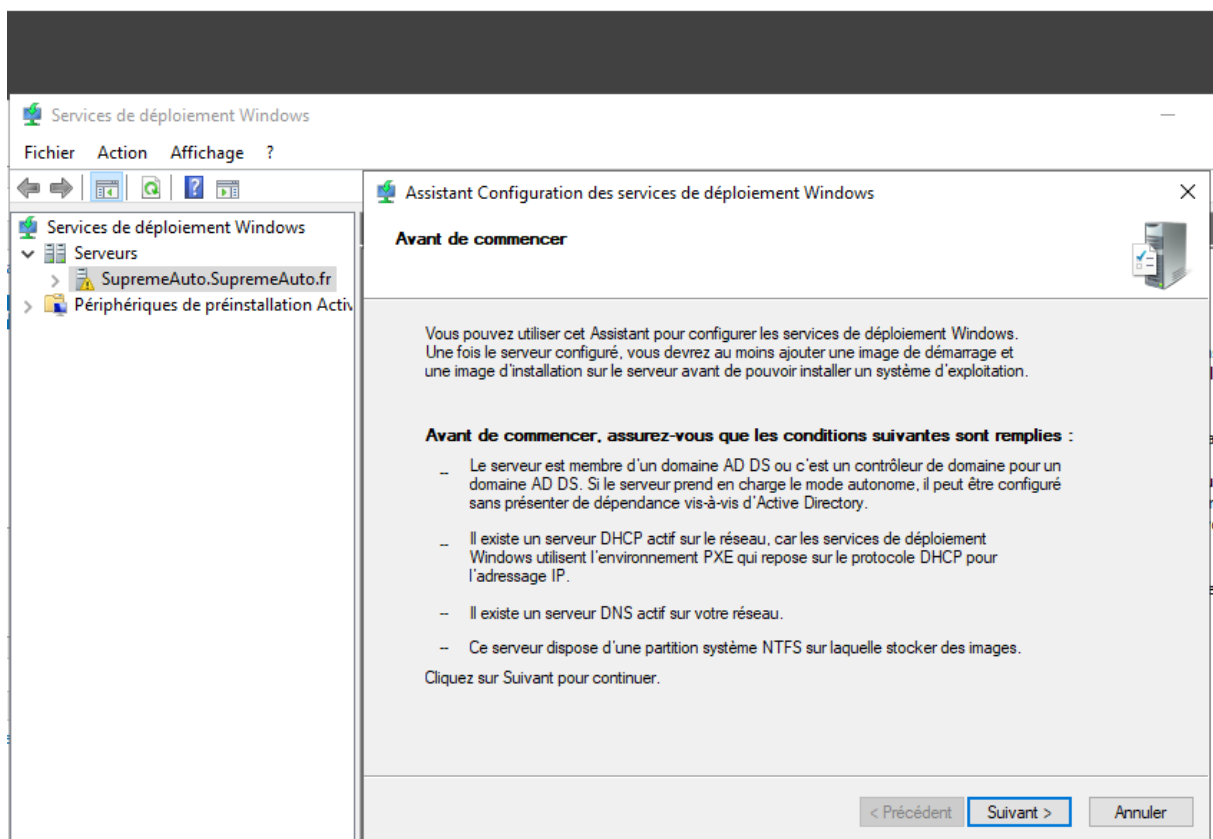 Services de déploiement Windows
Fichier Action Affichage ?
Services de déploiement Windows
Serveurs
SupremeAuto.SupremeAuto.fr
Périphériques de préinstallation Activ
Assistant Configuration des services de déploiement Windows
Avant de commencer
Vous pouvez utiliser cet Assistant pour configurer les services de déploiement Windows.
Une fois le serveur configuré, vous devrez au moins ajouter une image de démarrage et
une image d'installation sur le serveur avant de pouvoir installer un système d'exploitation.
Avant de commencer, assurez-vous que les conditions suivantes sont remplies :
-- Le serveur est membre d'un domaine AD DS ou c'est un contrôleur de domaine pour un
domaine AD DS. Si le serveur prend en charge le mode autonome, il peut être configuré
sans présenter de dépendance vis-à-vis d'Active Directory.
-- Il existe un serveur DHCP actif sur le réseau, car les services de déploiement
Windows utilisent l'environnement PXE qui repose sur le protocole DHCP pour
l'adressage IP.
-- Il existe un serveur DNS actif sur votre réseau.
-- Ce serveur dispose d'une partition système NTFS sur laquelle stocker des images.
Cliquez sur Suivant pour continuer.
< Précédent Suivant > Annuler